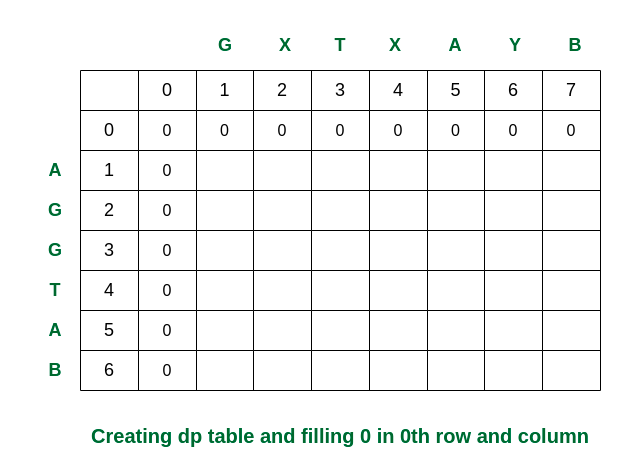 G X T X A Y B
0 1 2 3 4 5 6 7
0 0 0 0 0 0 0 0 0
A 1 0
G 2 0
G 3 0
T 4 0
A 5 0
B 6 0
Creating dp table and filling 0 in 0th row and column